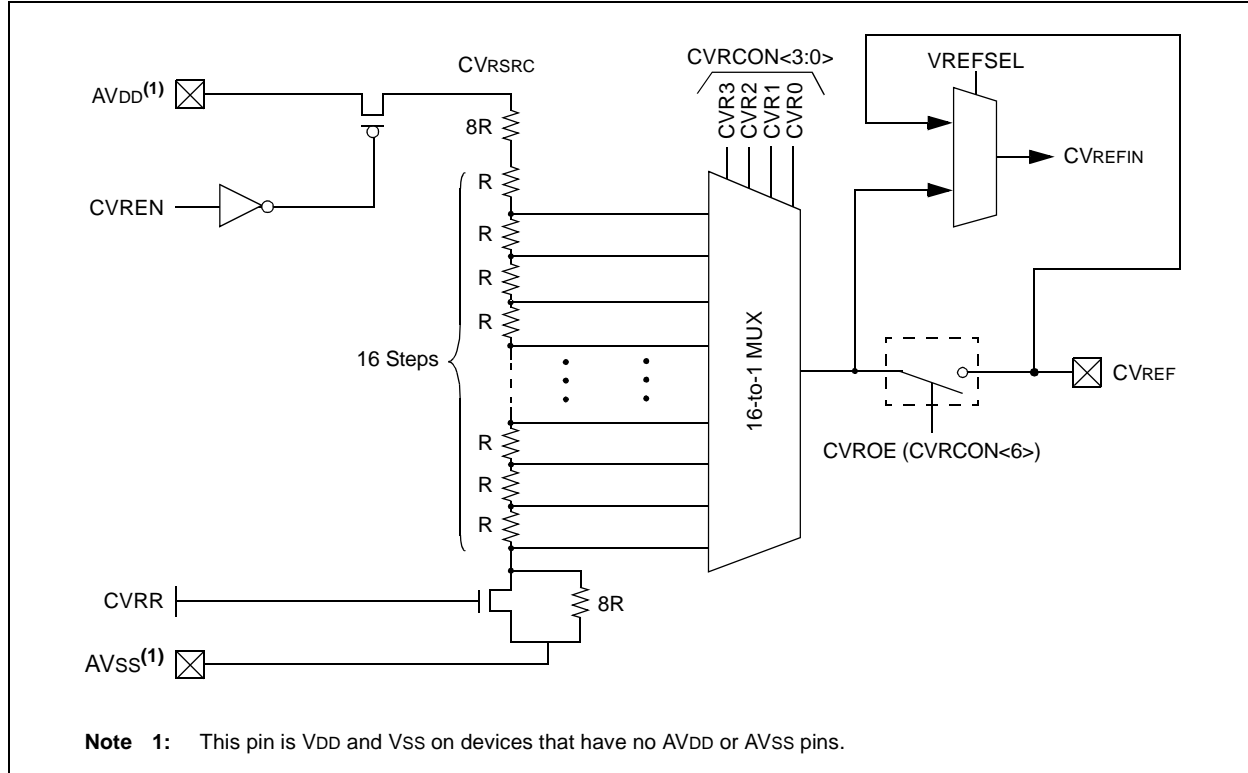 CVRCON<3:0>
CVRSRC
VREFSEL
AVDD(1)
CVR3
CVR2
CVR1
CVR0
8R
CVREFIN
R
CVREN
R
R
R
16 Steps
16-to-1 MUX
CVREF
R
CVROE (CVRCON<6>)
R
R
CVRR
8R
AVSS(1)
Note 1: This pin is VDD and VSS on devices that have no AVDD or AVSS pins.